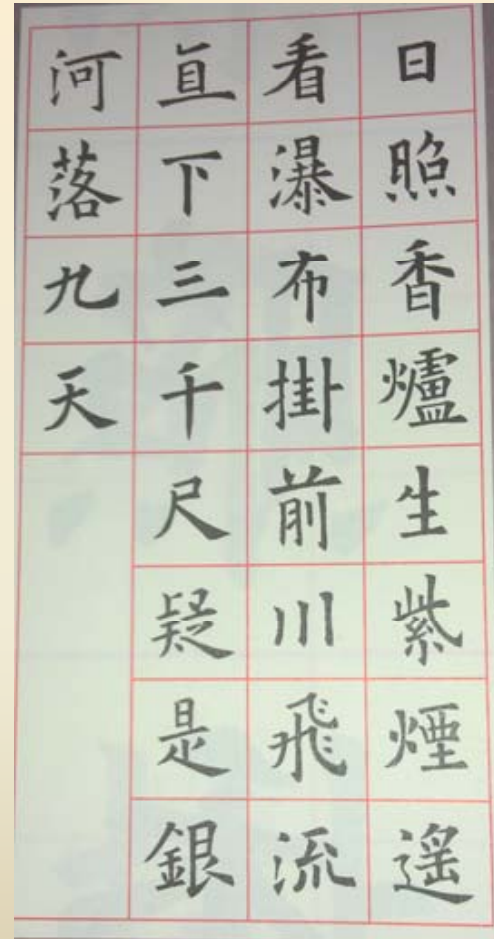 日照香爐生紫煙遙
看瀑布掛前川飛流
直下三千尺疑是銀
河落九天